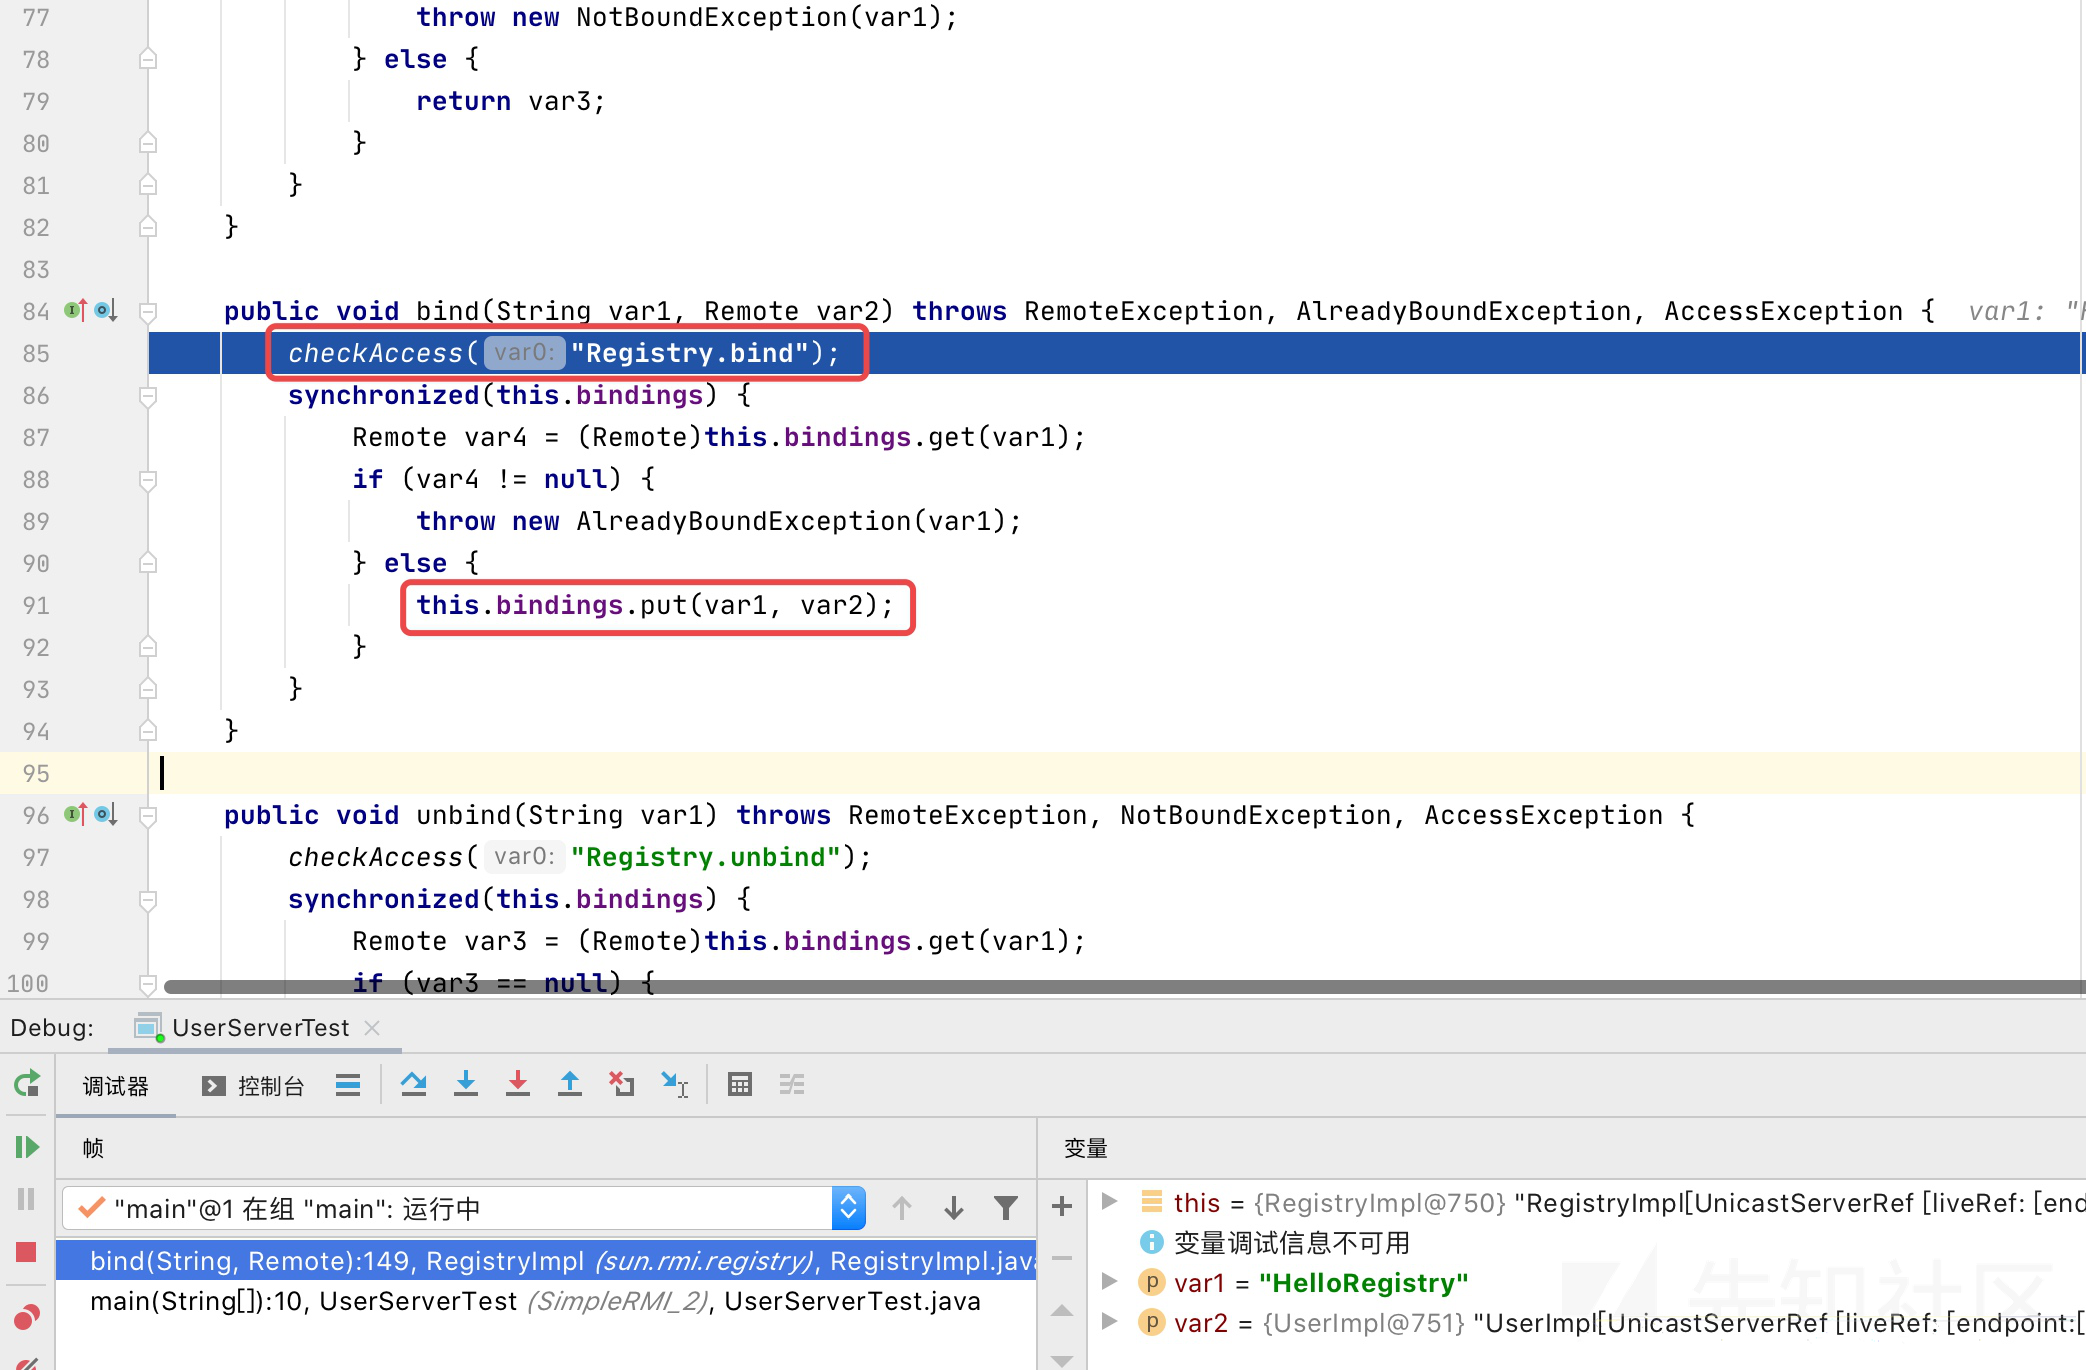 77 throw new NotBoundException(var1);
78 } else {
79 return var3;
80 }
81 }
82 }
83
84 public void bind(String var1, Remote var2) throws RemoteException, AlreadyBoundException, AccessException { var1: "H
85 checkAccess( var0: "Registry.bind");
86 synchronized(this.bindings) {
87 Remote var4 = (Remote)this.bindings.get(var1);
88 if (var4 != null) {
89 throw new AlreadyBoundException(var1);
90 } else {
91 this.bindings.put(var1, var2);
92 }
93 }
94 }
95
96 public void unbind(String var1) throws RemoteException, NotBoundException, AccessException {
97 checkAccess( var0: "Registry.unbind");
98 synchronized(this.bindings) {
99 Remote var3 = (Remote)this.bindings.get(var1);
100 if (var3 == null) {
Debug: UserServerTest
调试器 控制台
帧 变量
"main"@1 在组 "main": 运行中
bind(String, Remote):149, RegistryImpl (sun.rmi.registry), RegistryImpl.java
main(String[]):10, UserServerTest (SimpleRMI_2), UserServerTest.java
this = {RegistryImpl@750} "RegistryImpl[UnicastServerRef [liveRef: [end
变量调试信息不可用
var1 = "HelloRegistry"
var2 = {UserImpl@751} "UserImpl[UnicastServerRef [liveRef: [endpoint:[
先知社区